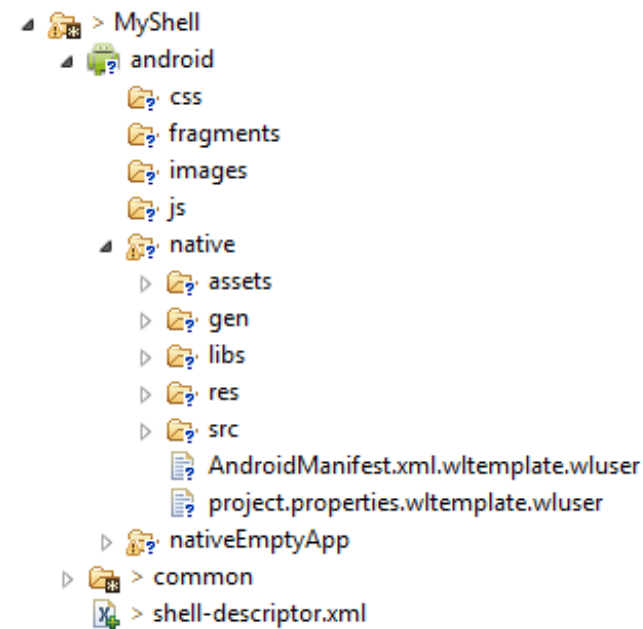 > MyShell
android
css
fragments
images
js
native
assets
gen
libs
res
src
AndroidManifest.xml.wltemplate.wluser
project.properties.wltemplate.wluser
nativeEmptyApp
> common
> shell-descriptor.xml